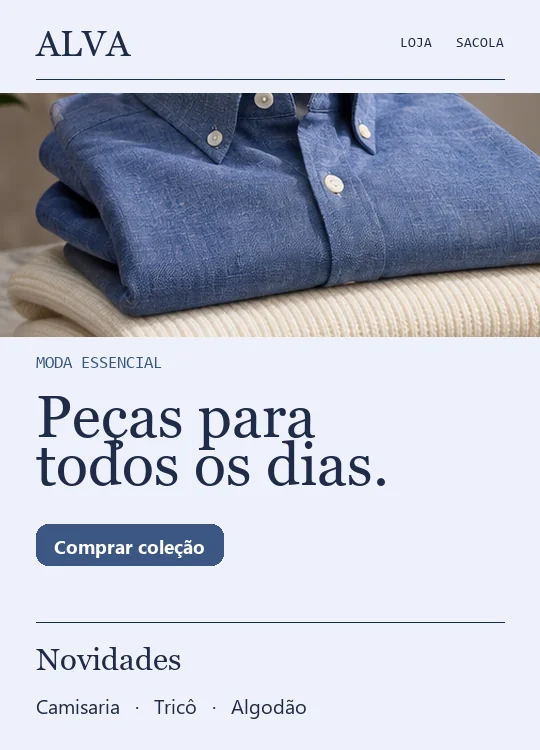 ALVA
LOJA SACOLA
MODA ESSENCIAL
Peças para
todos os dias.
Comprar coleção
Novidades
Camisaria · Tricô · Algodão